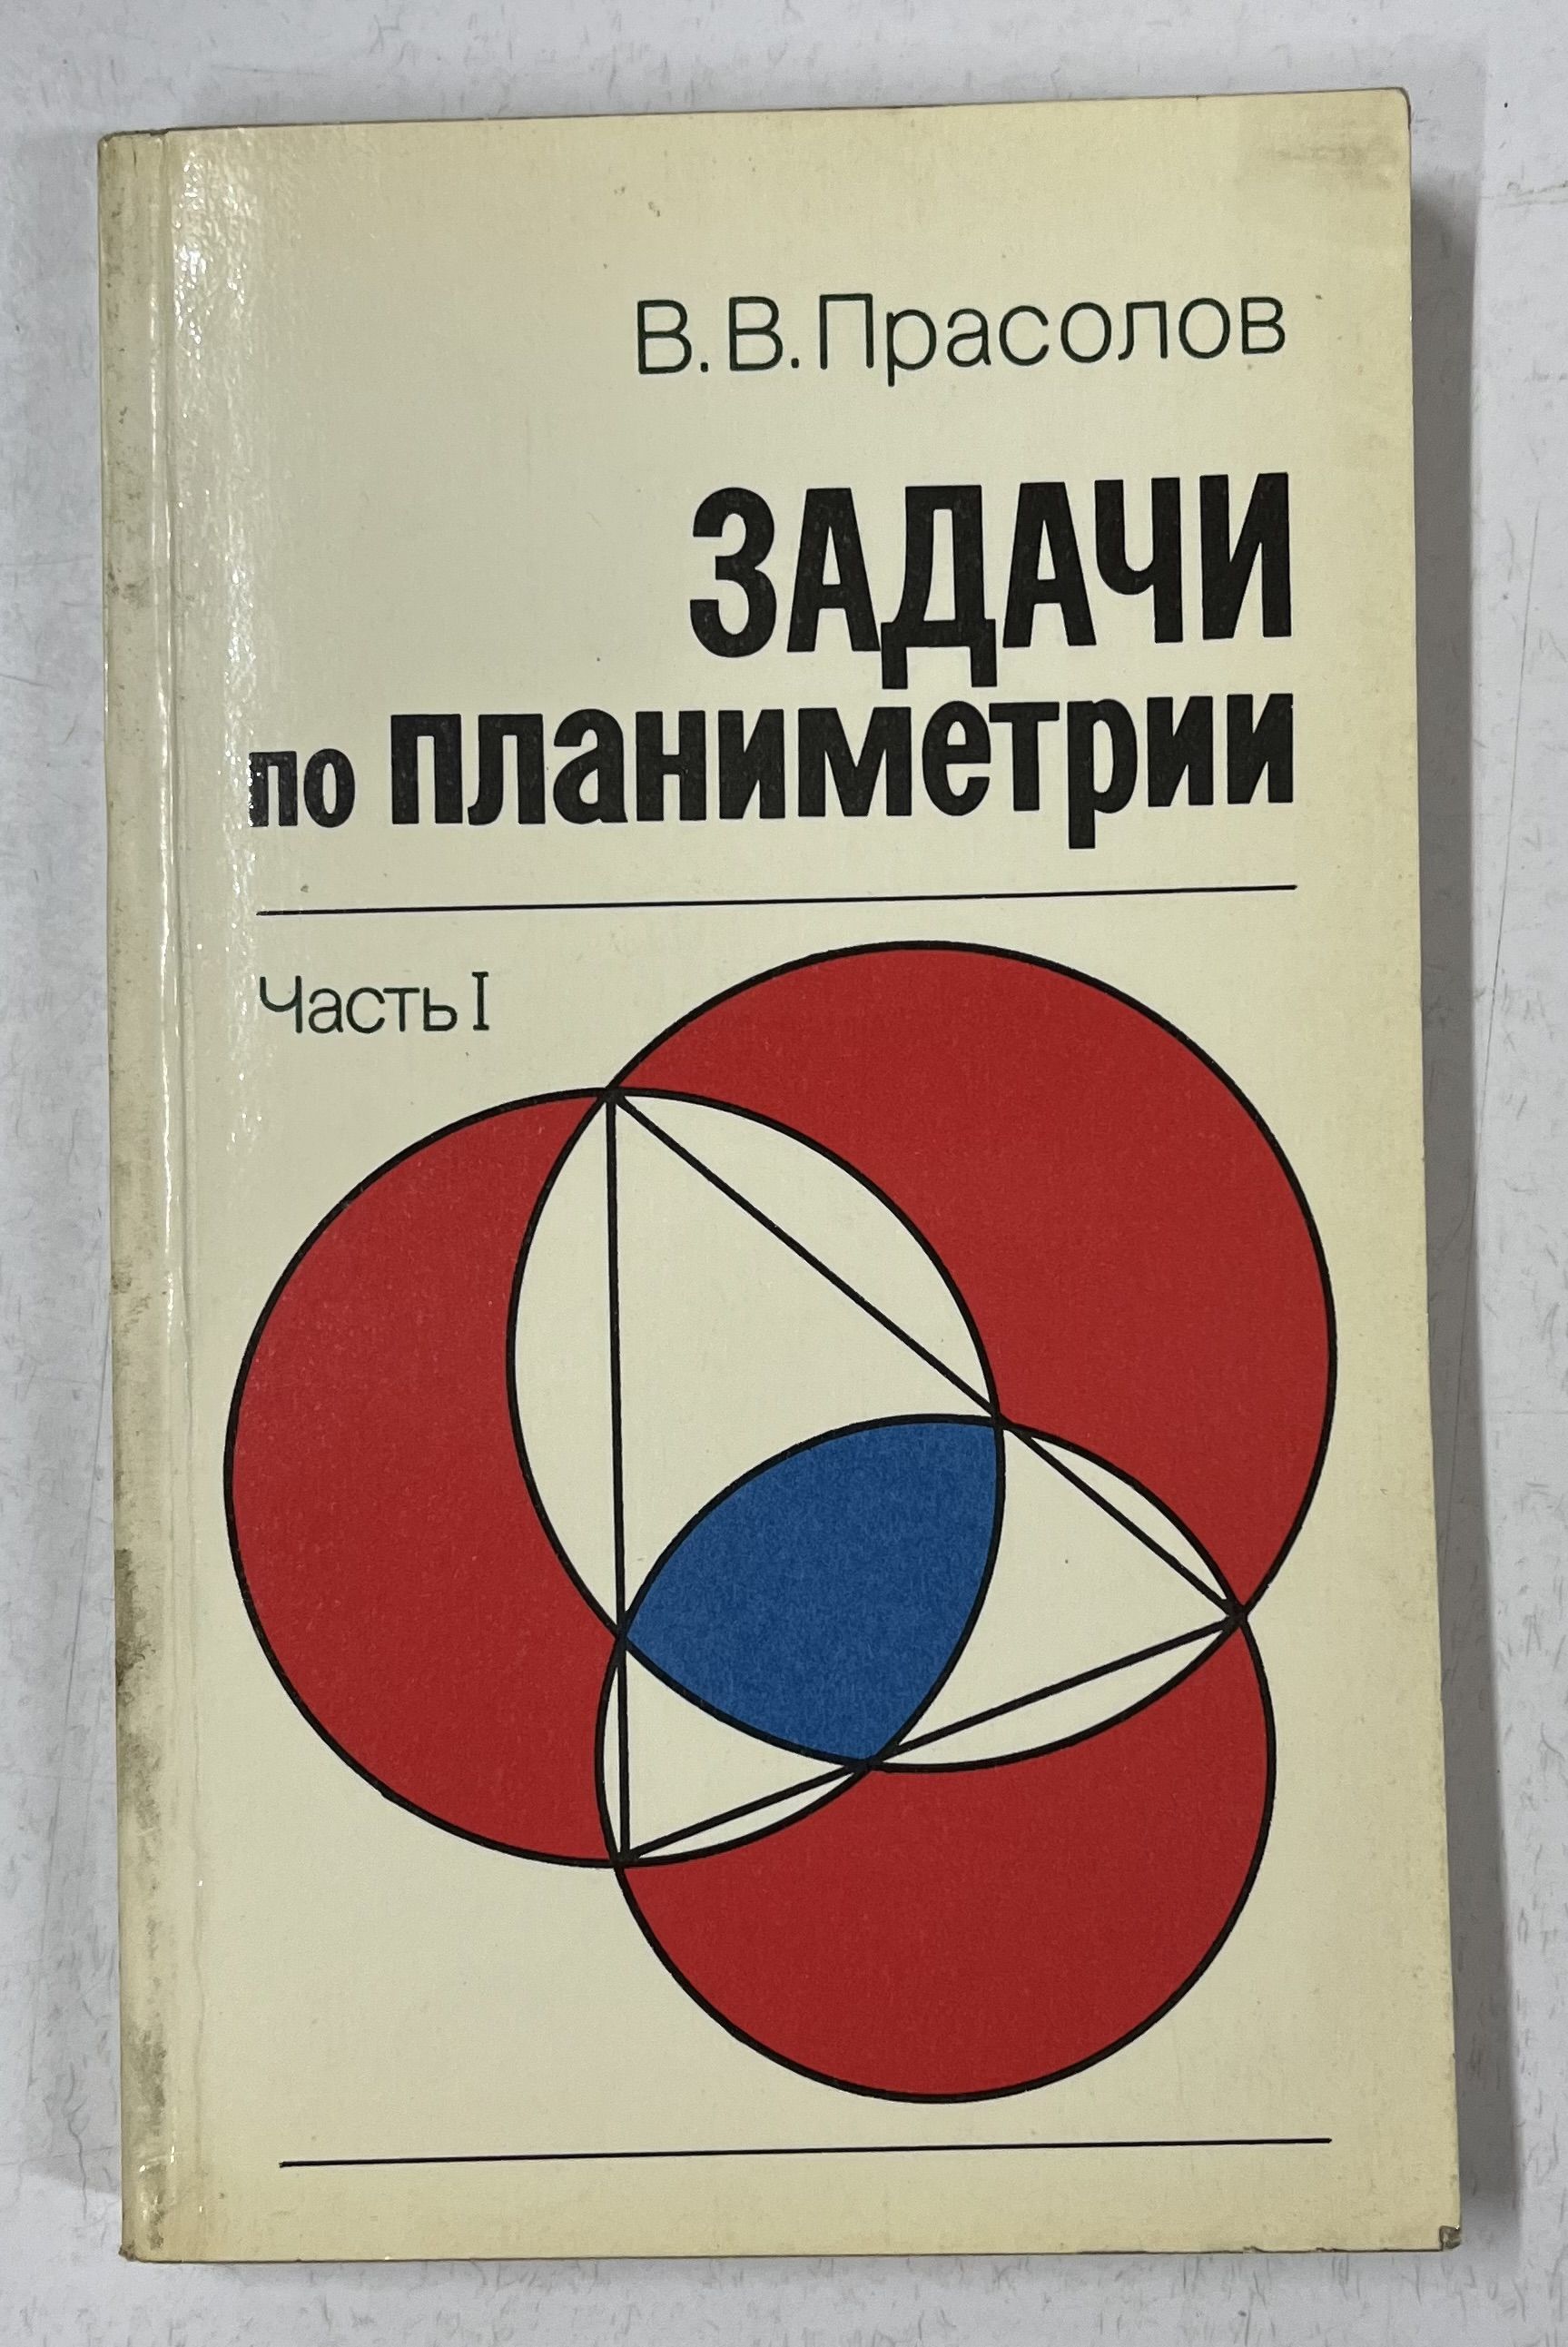 В. В. Прасолов
ЗАДАЧИ
по планиметрии
Часть I